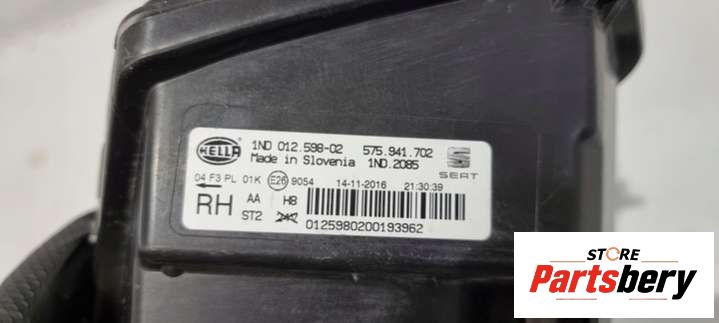 HELLA
1ND 012.598-02 575.941.702
Made in Slovenia 1ND.2085
SEAT
04 F3 PL 01K E26 9054 14-11-2016 21:30:39
RH AA H8
ST2
0125980200193962
STORE
Partsbery